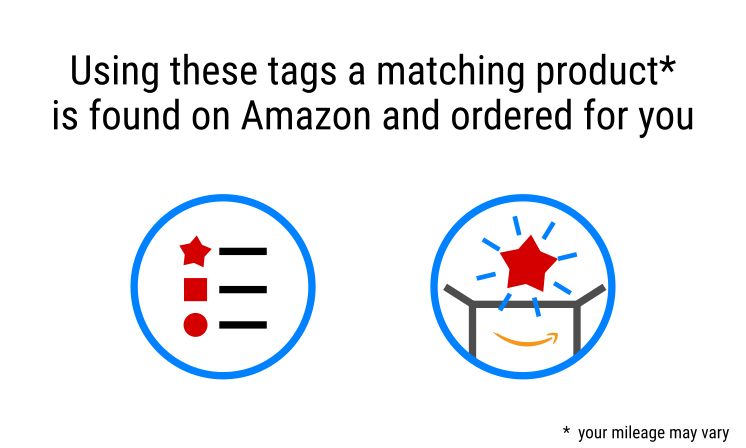 Using these tags a matching product*
is found on Amazon and ordered for you
* your mileage may vary